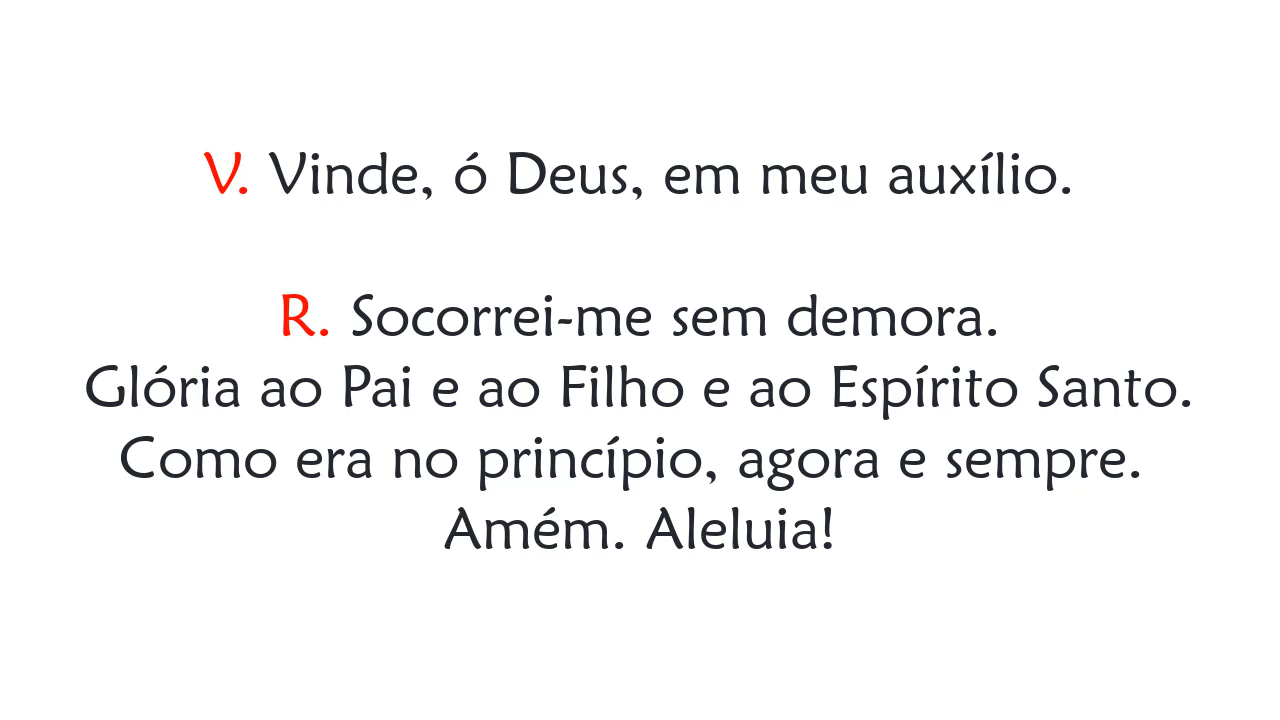 V. Vinde, ó Deus, em meu auxílio.
R. Socorrei-me sem demora.
Glória ao Pai e ao Filho e ao Espírito Santo.
Como era no princípio, agora e sempre.
Amém. Aleluia!